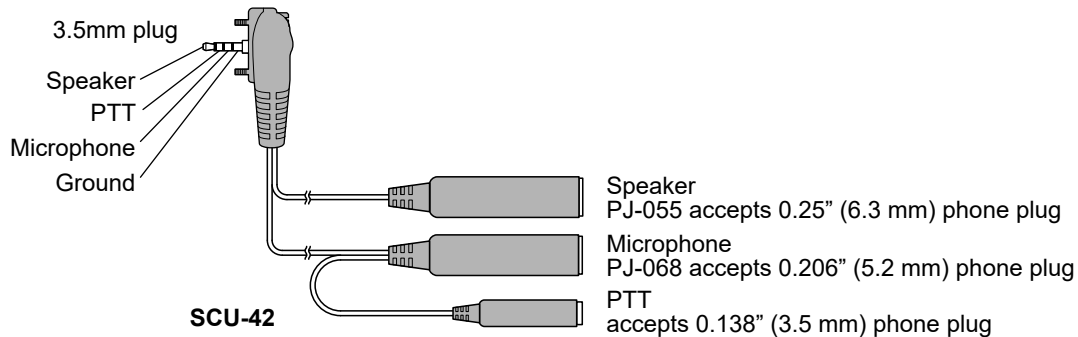 3.5mm plug
Speaker
PTT
Microphone
Ground
Speaker
PJ-055 accepts 0.25” (6.3 mm) phone plug
Microphone
PJ-068 accepts 0.206” (5.2 mm) phone plug
PTT
accepts 0.138” (3.5 mm) phone plug
SCU-42